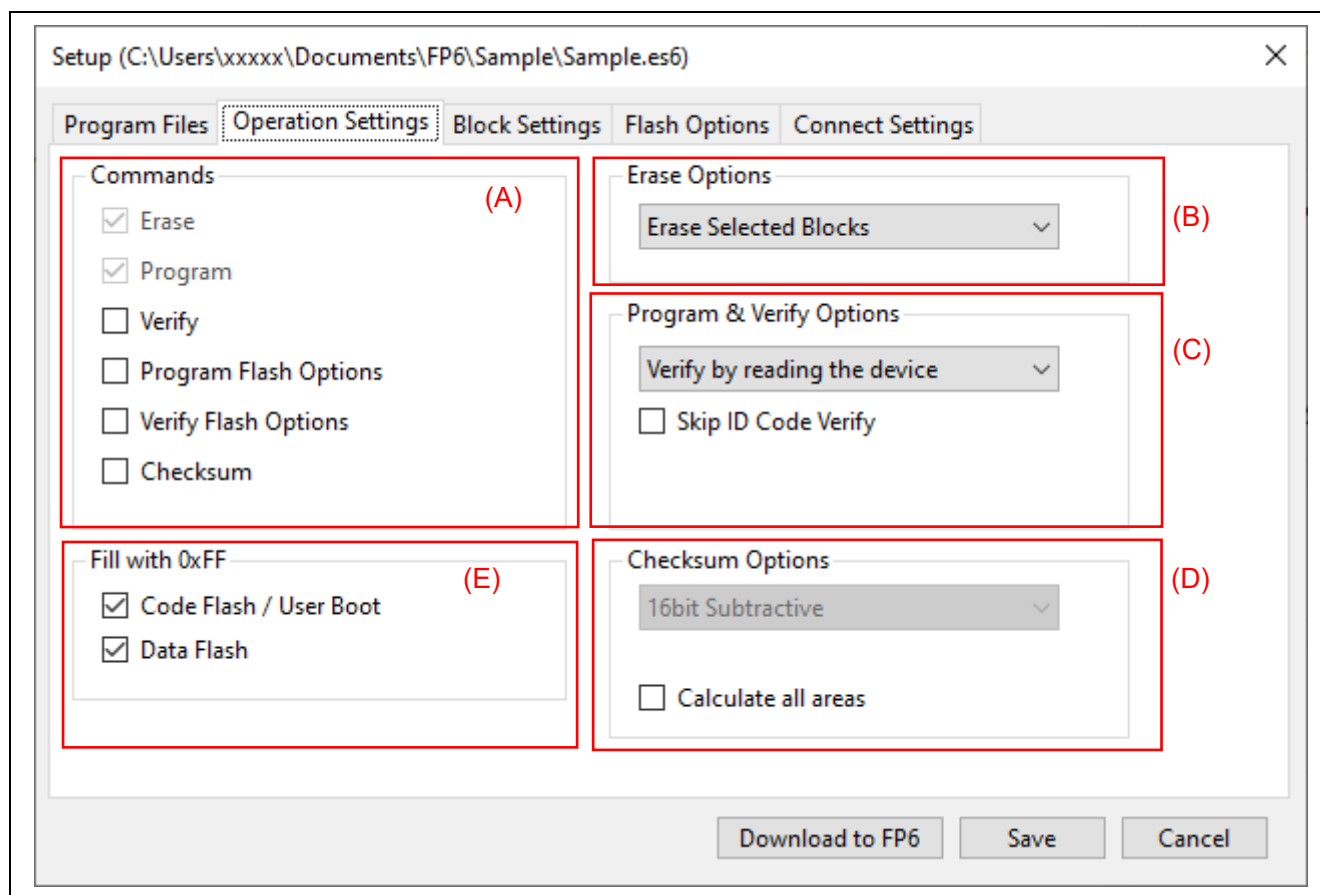 Setup (C:\Users\xxxxx\Documents\FP6\Sample\Sample.es6)
Program Files Operation Settings Block Settings Flash Options Connect Settings
Commands
(A)
Erase
Program
Verify
Program Flash Options
Verify Flash Options
Checksum
Erase Options
Erase Selected Blocks
(B)
Program & Verify Options
Verify by reading the device
(C)
Skip ID Code Verify
Fill with 0xFF
(E)
Code Flash / User Boot
Data Flash
Checksum Options
16bit Subtractive
(D)
Calculate all areas
Download to FP6 Save Cancel